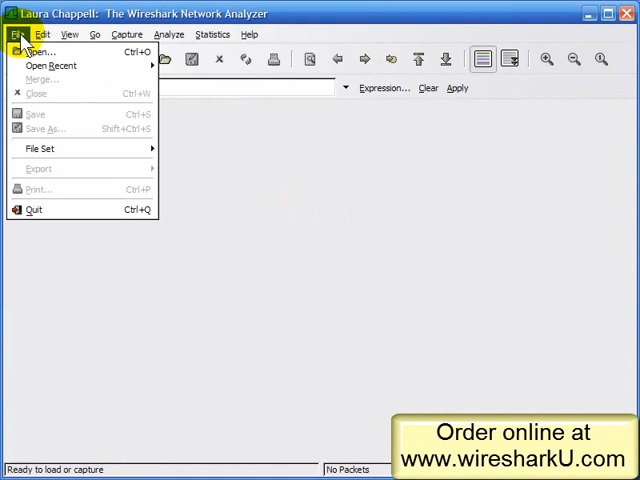 Laura Chappell: The Wireshark Network Analyzer
File Edit View Go Capture Analyze Statistics Help
Open... Ctrl+O
Open Recent
Merge...
Close Ctrl+W
Save Ctrl+S
Save As... Shift+Ctrl+S
File Set
Export
Print... Ctrl+P
Quit Ctrl+Q
Expression... Clear Apply
Order online at
www.wiresharkU.com
Ready to load or capture
No Packets